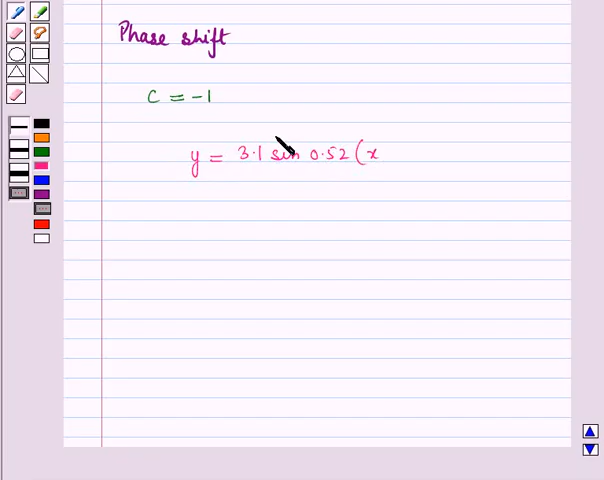 Phase shift
c = -1
y = 3.1 sin 0.52 (x